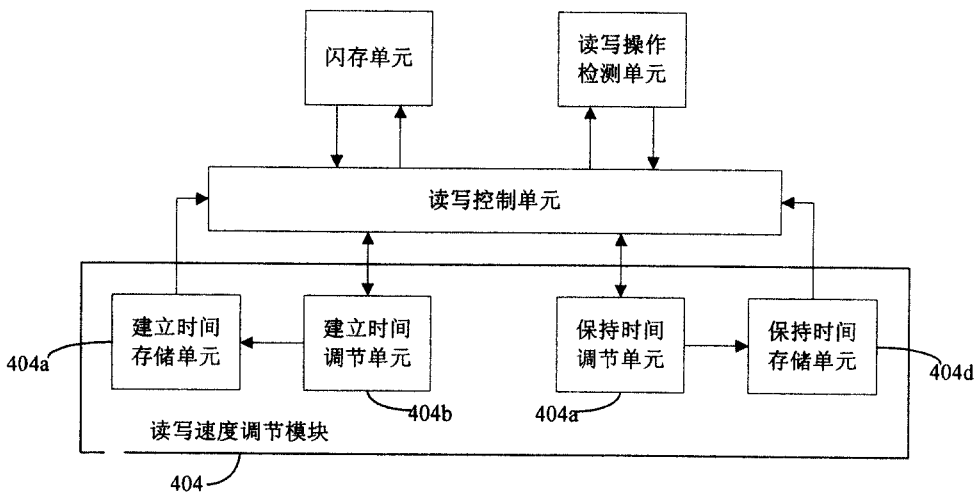 闪存单元
读写操作
检测单元
读写控制单元
建立时间
存储单元
建立时间
调节单元
保持时间
调节单元
保持时间
存储单元
404a
404b
404a
404d
读写速度调节模块
404